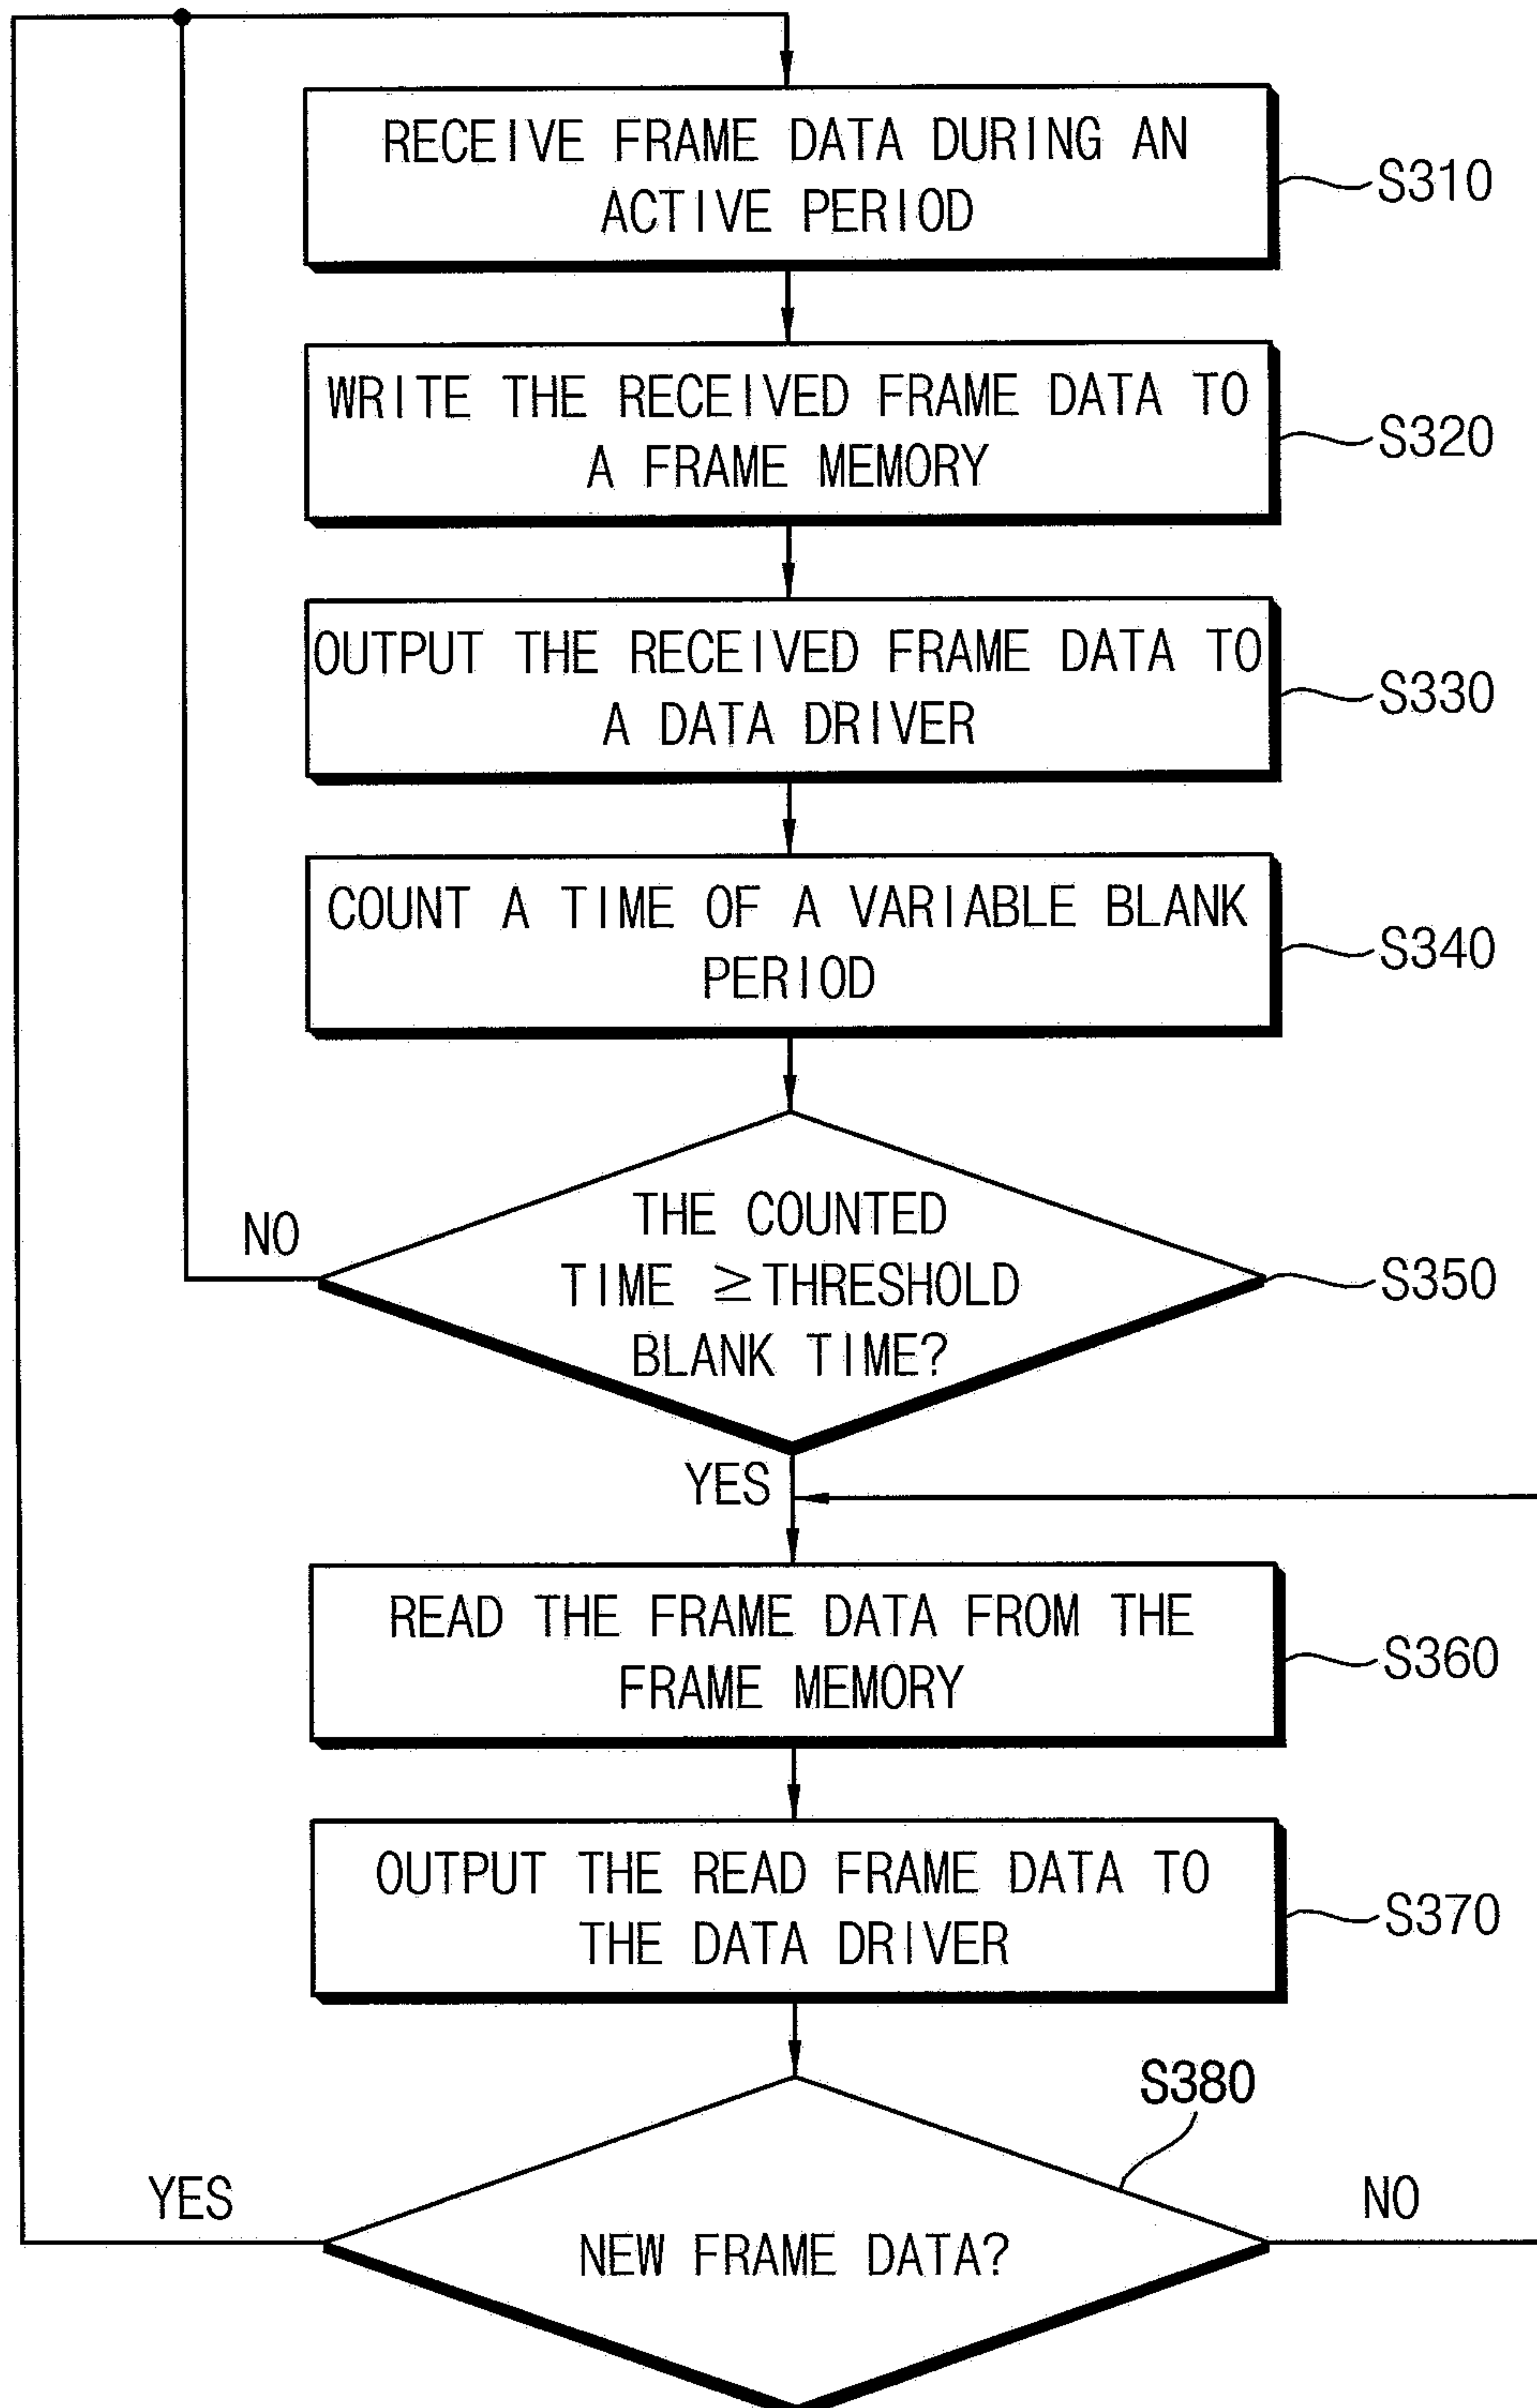 RECEIVE FRAME DATA DURING AN
ACTIVE PERIOD
S310
WRITE THE RECEIVED FRAME DATA TO
A FRAME MEMORY
S320
OUTPUT THE RECEIVED FRAME DATA TO
A DATA DRIVER
S330
COUNT A TIME OF A VARIABLE BLANK
PERIOD
S340
THE COUNTED
TIME ≥THRESHOLD
BLANK TIME?
NO
S350
YES
READ THE FRAME DATA FROM THE
FRAME MEMORY
S360
OUTPUT THE READ FRAME DATA TO
THE DATA DRIVER
S370
S380
YES
NEW FRAME DATA?
NO